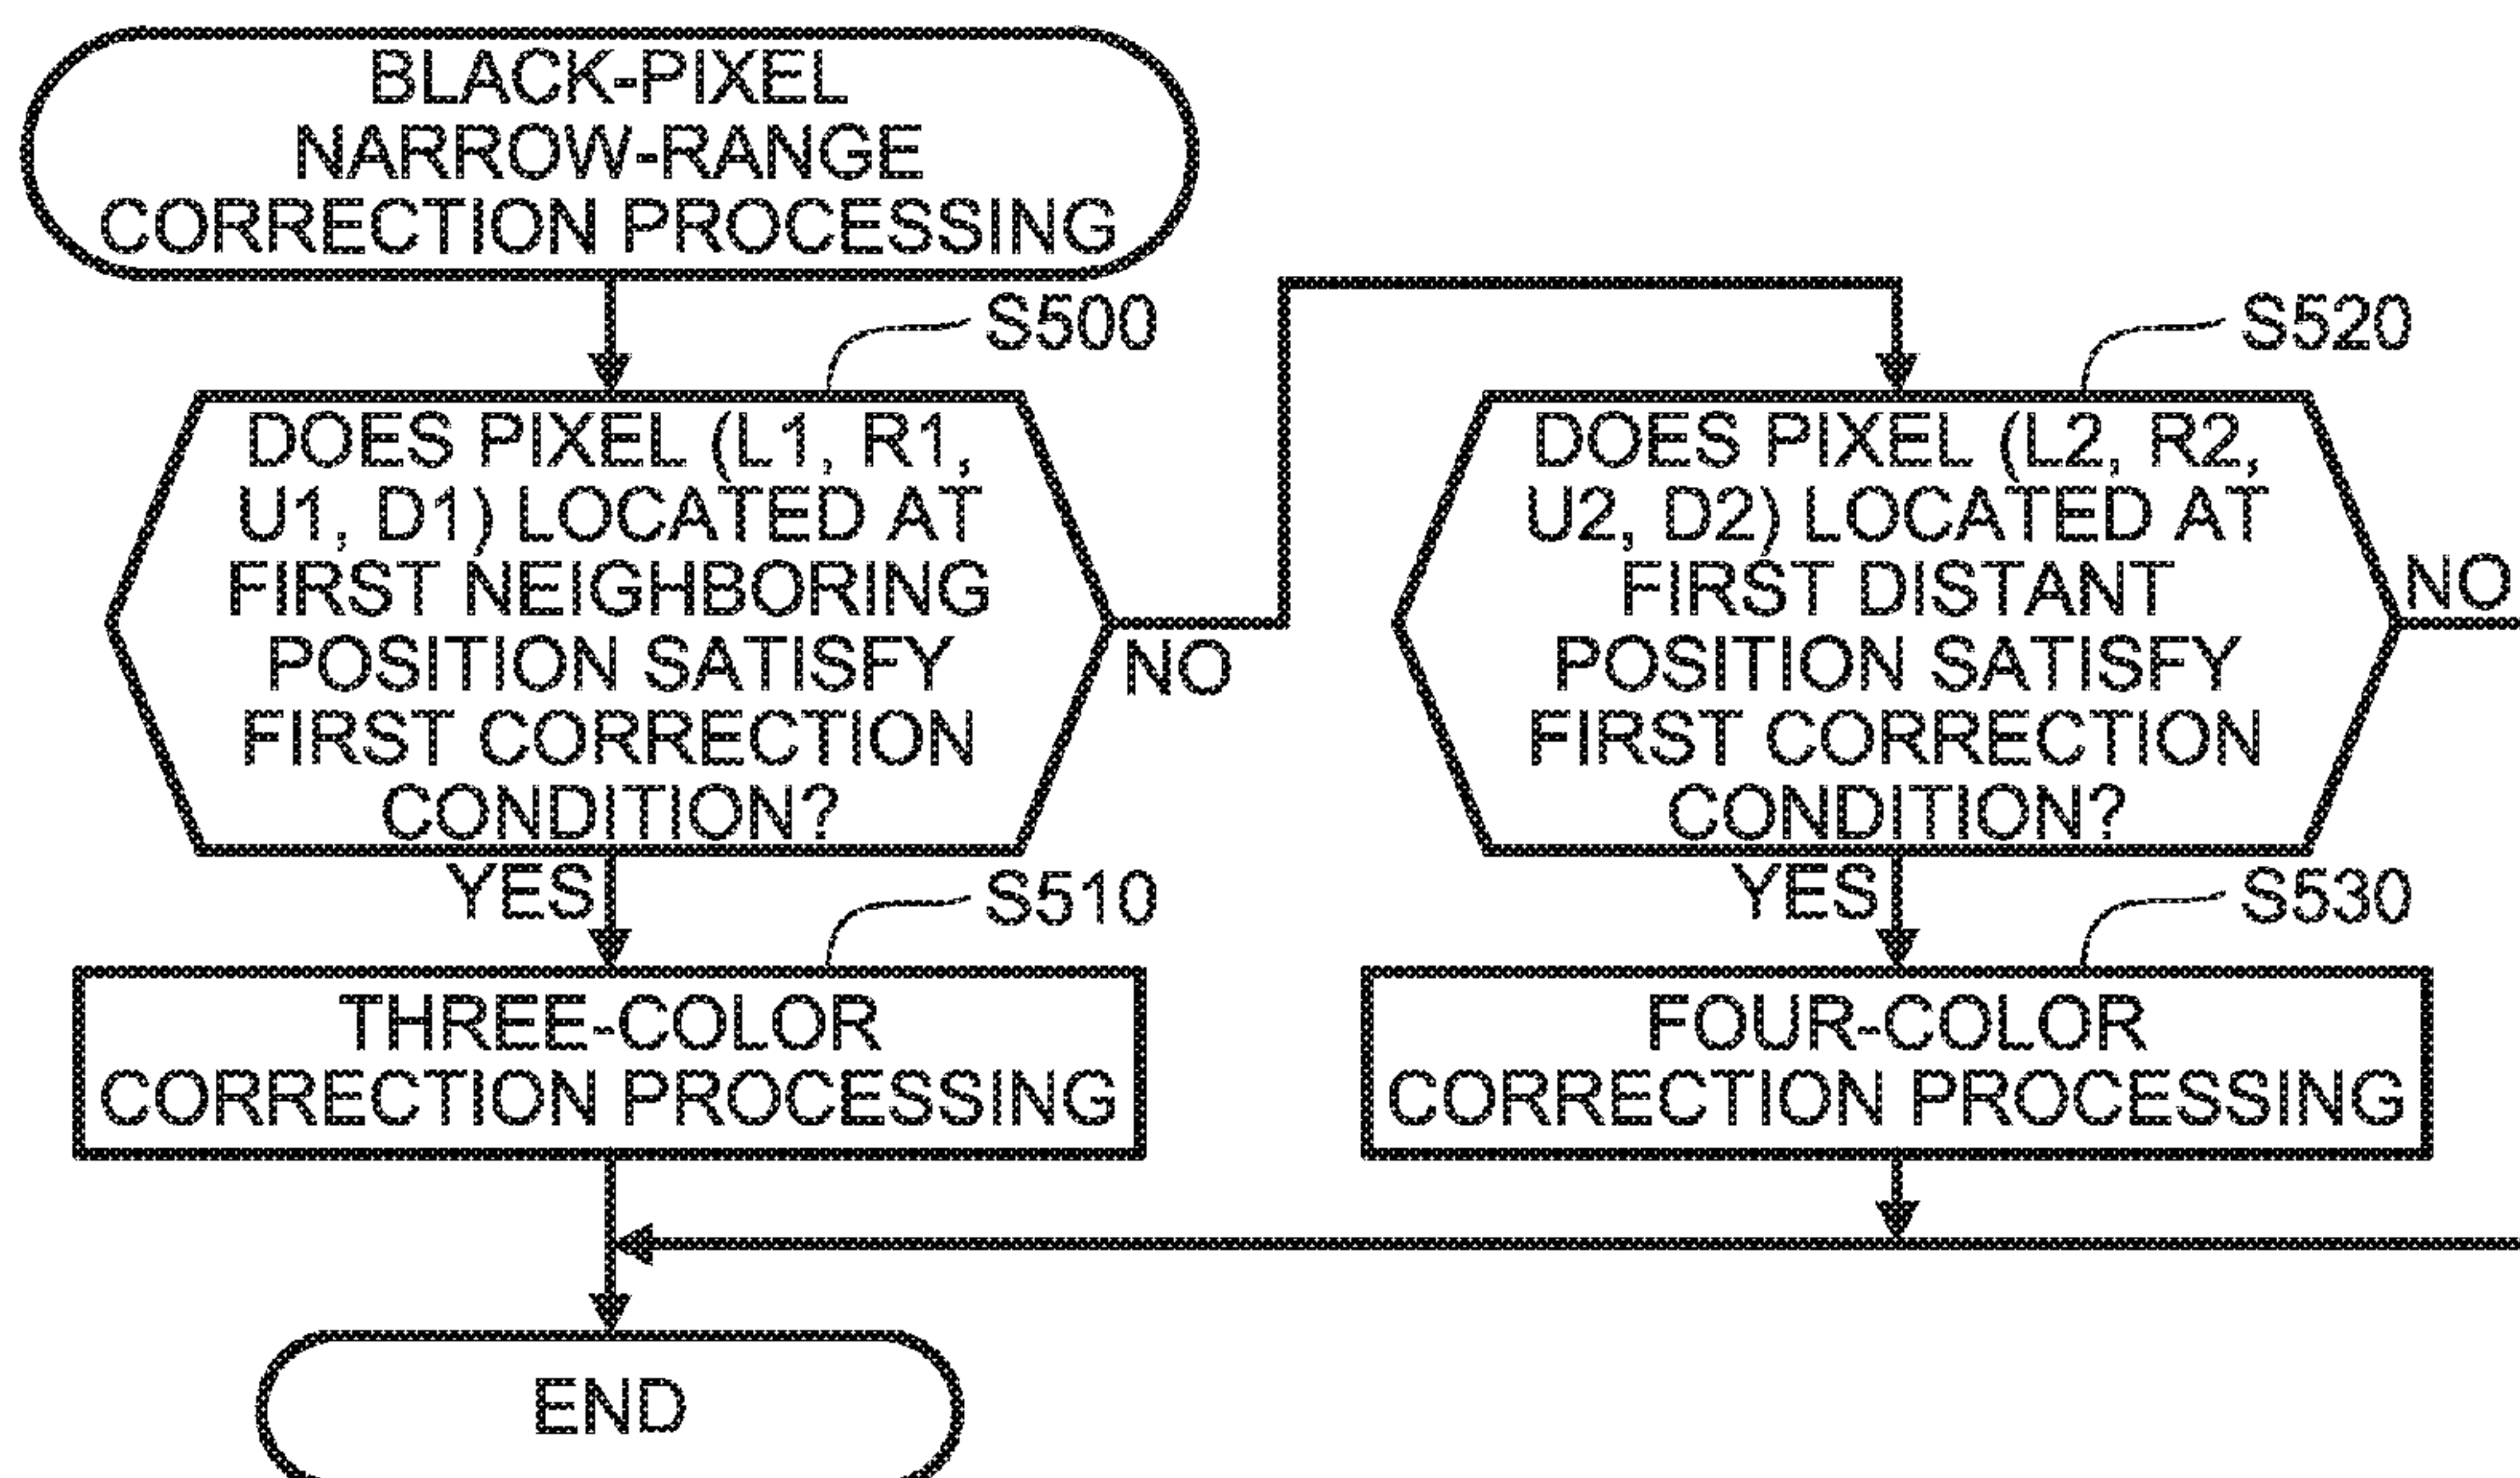 BLACK-PIXEL
NARROW-RANGE
CORRECTION PROCESSING
S500
DOES PIXEL (L1, R1,
U1, D1) LOCATED AT
FIRST NEIGHBORING
POSITION SATISFY
FIRST CORRECTION
CONDITION?
NO
YES
S510
THREE-COLOR
CORRECTION PROCESSING
S520
DOES PIXEL (L2, R2,
U2, D2) LOCATED AT
FIRST DISTANT
POSITION SATISFY
FIRST CORRECTION
CONDITION?
NO
YES
S530
FOUR-COLOR
CORRECTION PROCESSING
END